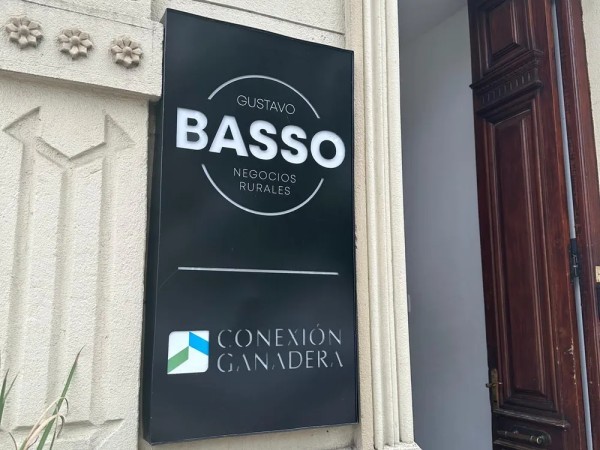 GUSTAVO
BASSO
NEGOCIOS
RURALES
CONEXIÓN
GANADERA